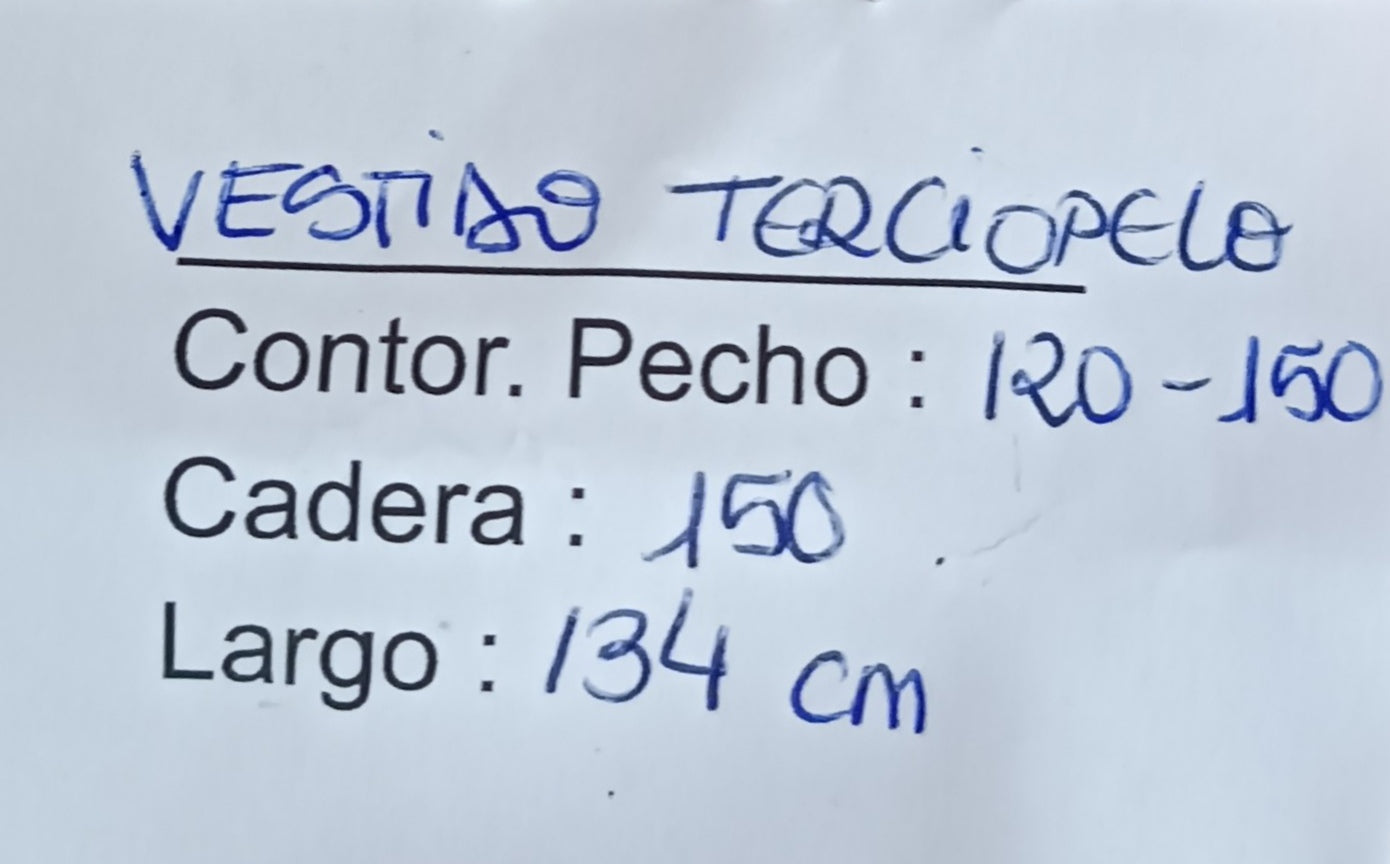 VESTIDO TERCIOPELO
Contor. Pecho : 120 - 150
Cadera : 150
Largo : 134 cm